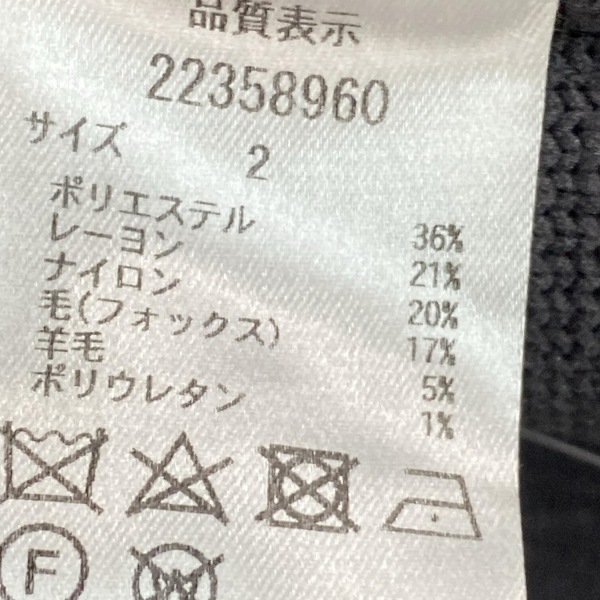 品質表示
22358960
サイズ 2
ポリエステル 36%
レーヨン 21%
ナイロン 20%
毛(フォックス) 17%
羊毛 5%
ポリウレタン 1%
F W